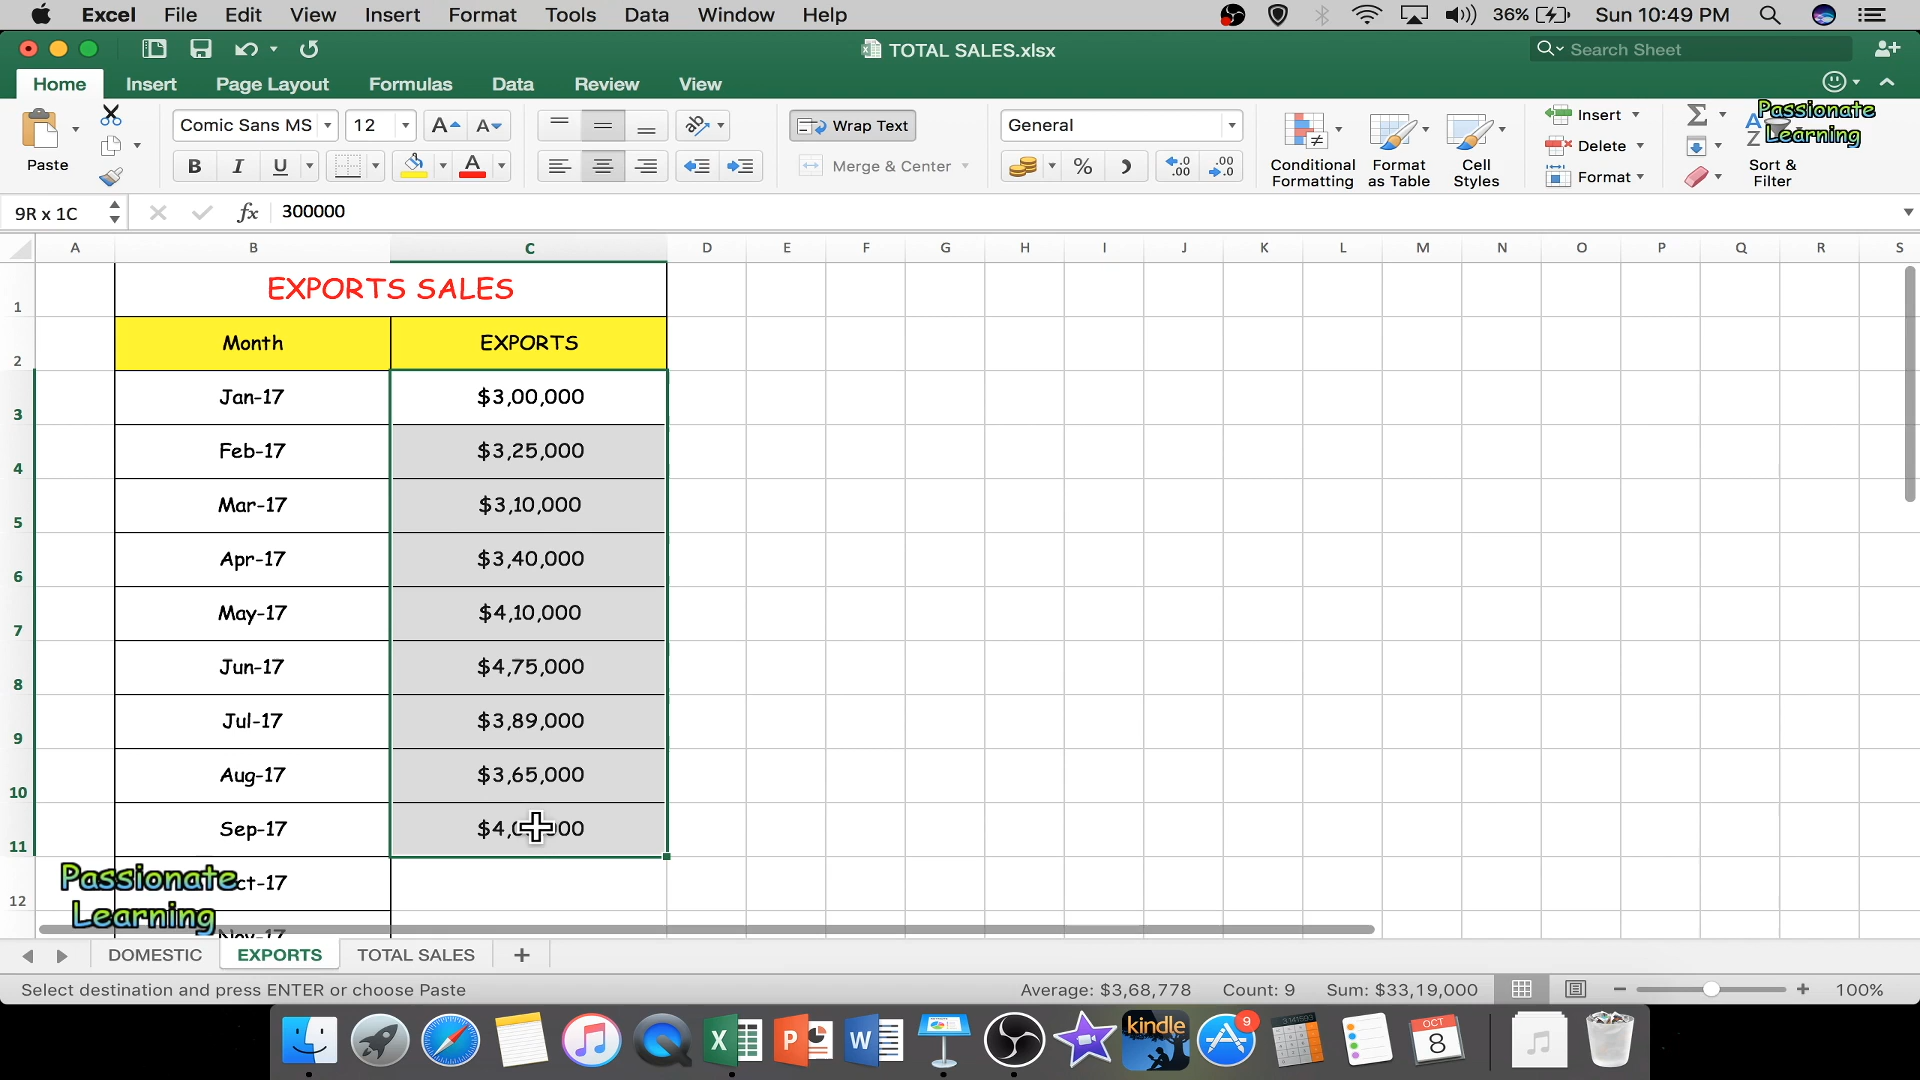 Excel File Edit View Insert Format Tools Data Window Help 36% Sun 10:49 PM
TOTAL SALES.xlsx Search Sheet
Home Insert Page Layout Formulas Data Review View
Paste Comic Sans MS 12 Wrap Text General Insert Passionate Learning
B I U A Merge & Center % Conditional Formatting Format as Table Cell Styles Delete Format Sort & Filter
9R x 1C fx 300000
A B C D E F G H I J K L M N O P Q R S
1 EXPORTS SALES
2 Month EXPORTS
3 Jan-17 $3,00,000
4 Feb-17 $3,25,000
5 Mar-17 $3,10,000
6 Apr-17 $3,40,000
7 May-17 $4,10,000
8 Jun-17 $4,75,000
9 Jul-17 $3,89,000
10 Aug-17 $3,65,000
11 Sep-17
12
Passionate
Learning
DOMESTIC EXPORTS TOTAL SALES +
Select destination and press ENTER or choose Paste Average: $3,68,778 Count: 9 Sum: $33,19,000 100%
kindle 9 OCT 8